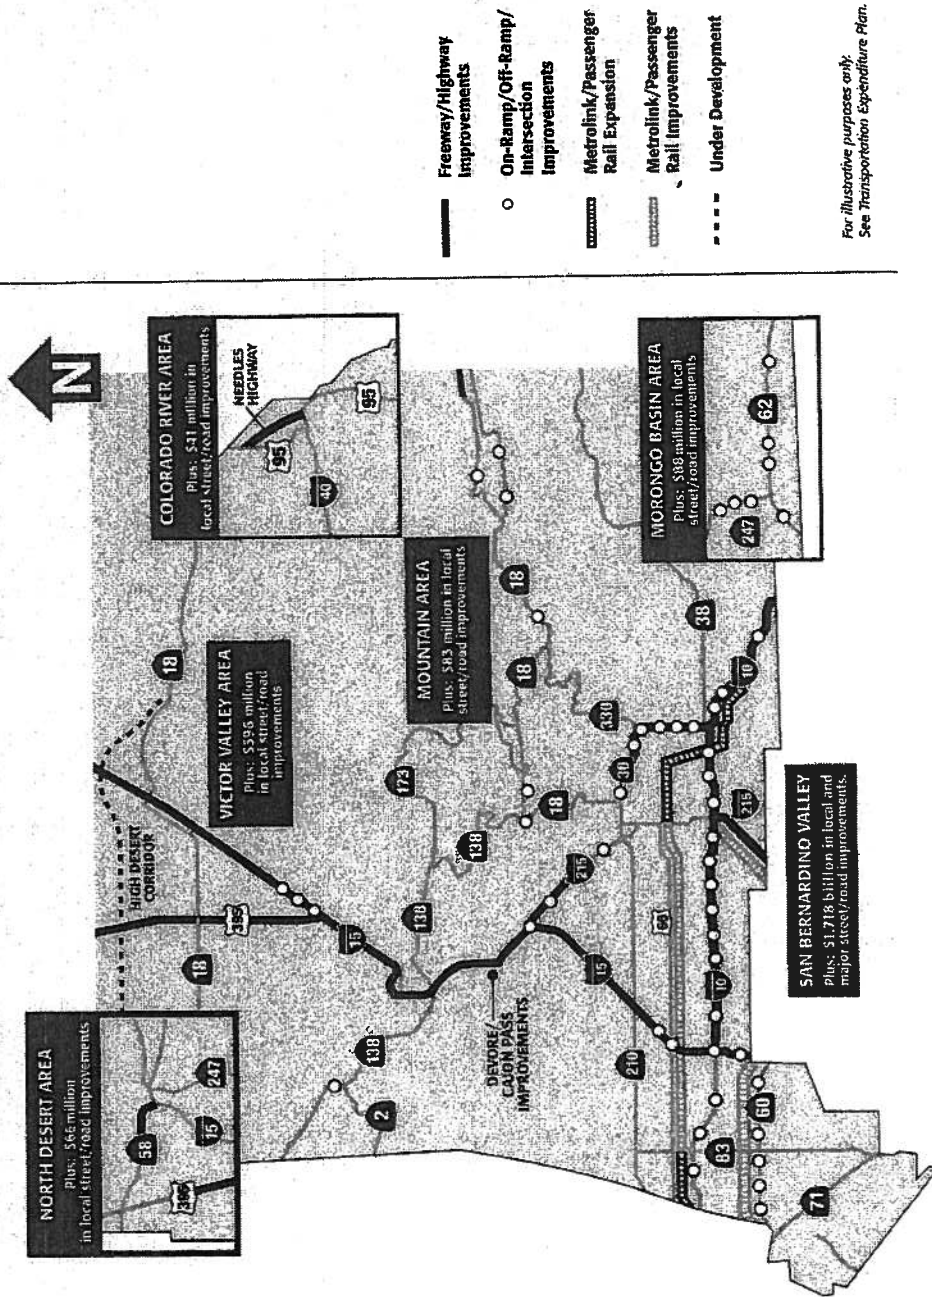 N
NORTH DESERT AREA
Plus: $66 million
in local street/road improvements
58
15
247
395
COLORADO RIVER AREA
Plus: $41 million in
local street/road improvements
NEEDLES
HIGHWAY
95
40
95
HIGH DESERT
CORRIDOR
18
395
18
VICTOR VALLEY AREA
Plus: $396 million
in local street/road
improvements
15
138
138
2
173
138
MOUNTAIN AREA
Plus: $83 million in local
street/road improvements
18
18
18
330
38
DEVORE/
CAJON PASS
IMPROVEMENTS
215
15
210
30
66
10
10
215
83
60
71
MORONGO BASIN AREA
Plus: $88 million in local
street/road improvements
247
62
SAN BERNARDINO VALLEY
Plus: $1.718 billion in local and
major street/road improvements.
Freeway/Highway
Improvements
On-Ramp/Off-Ramp/
Intersection
Improvements
Metrolink/Passenger
Rail Expansion
Metrolink/Passenger
Rail Improvements
Under Development
For illustrative purposes only.
See Transportation Expenditure Plan.